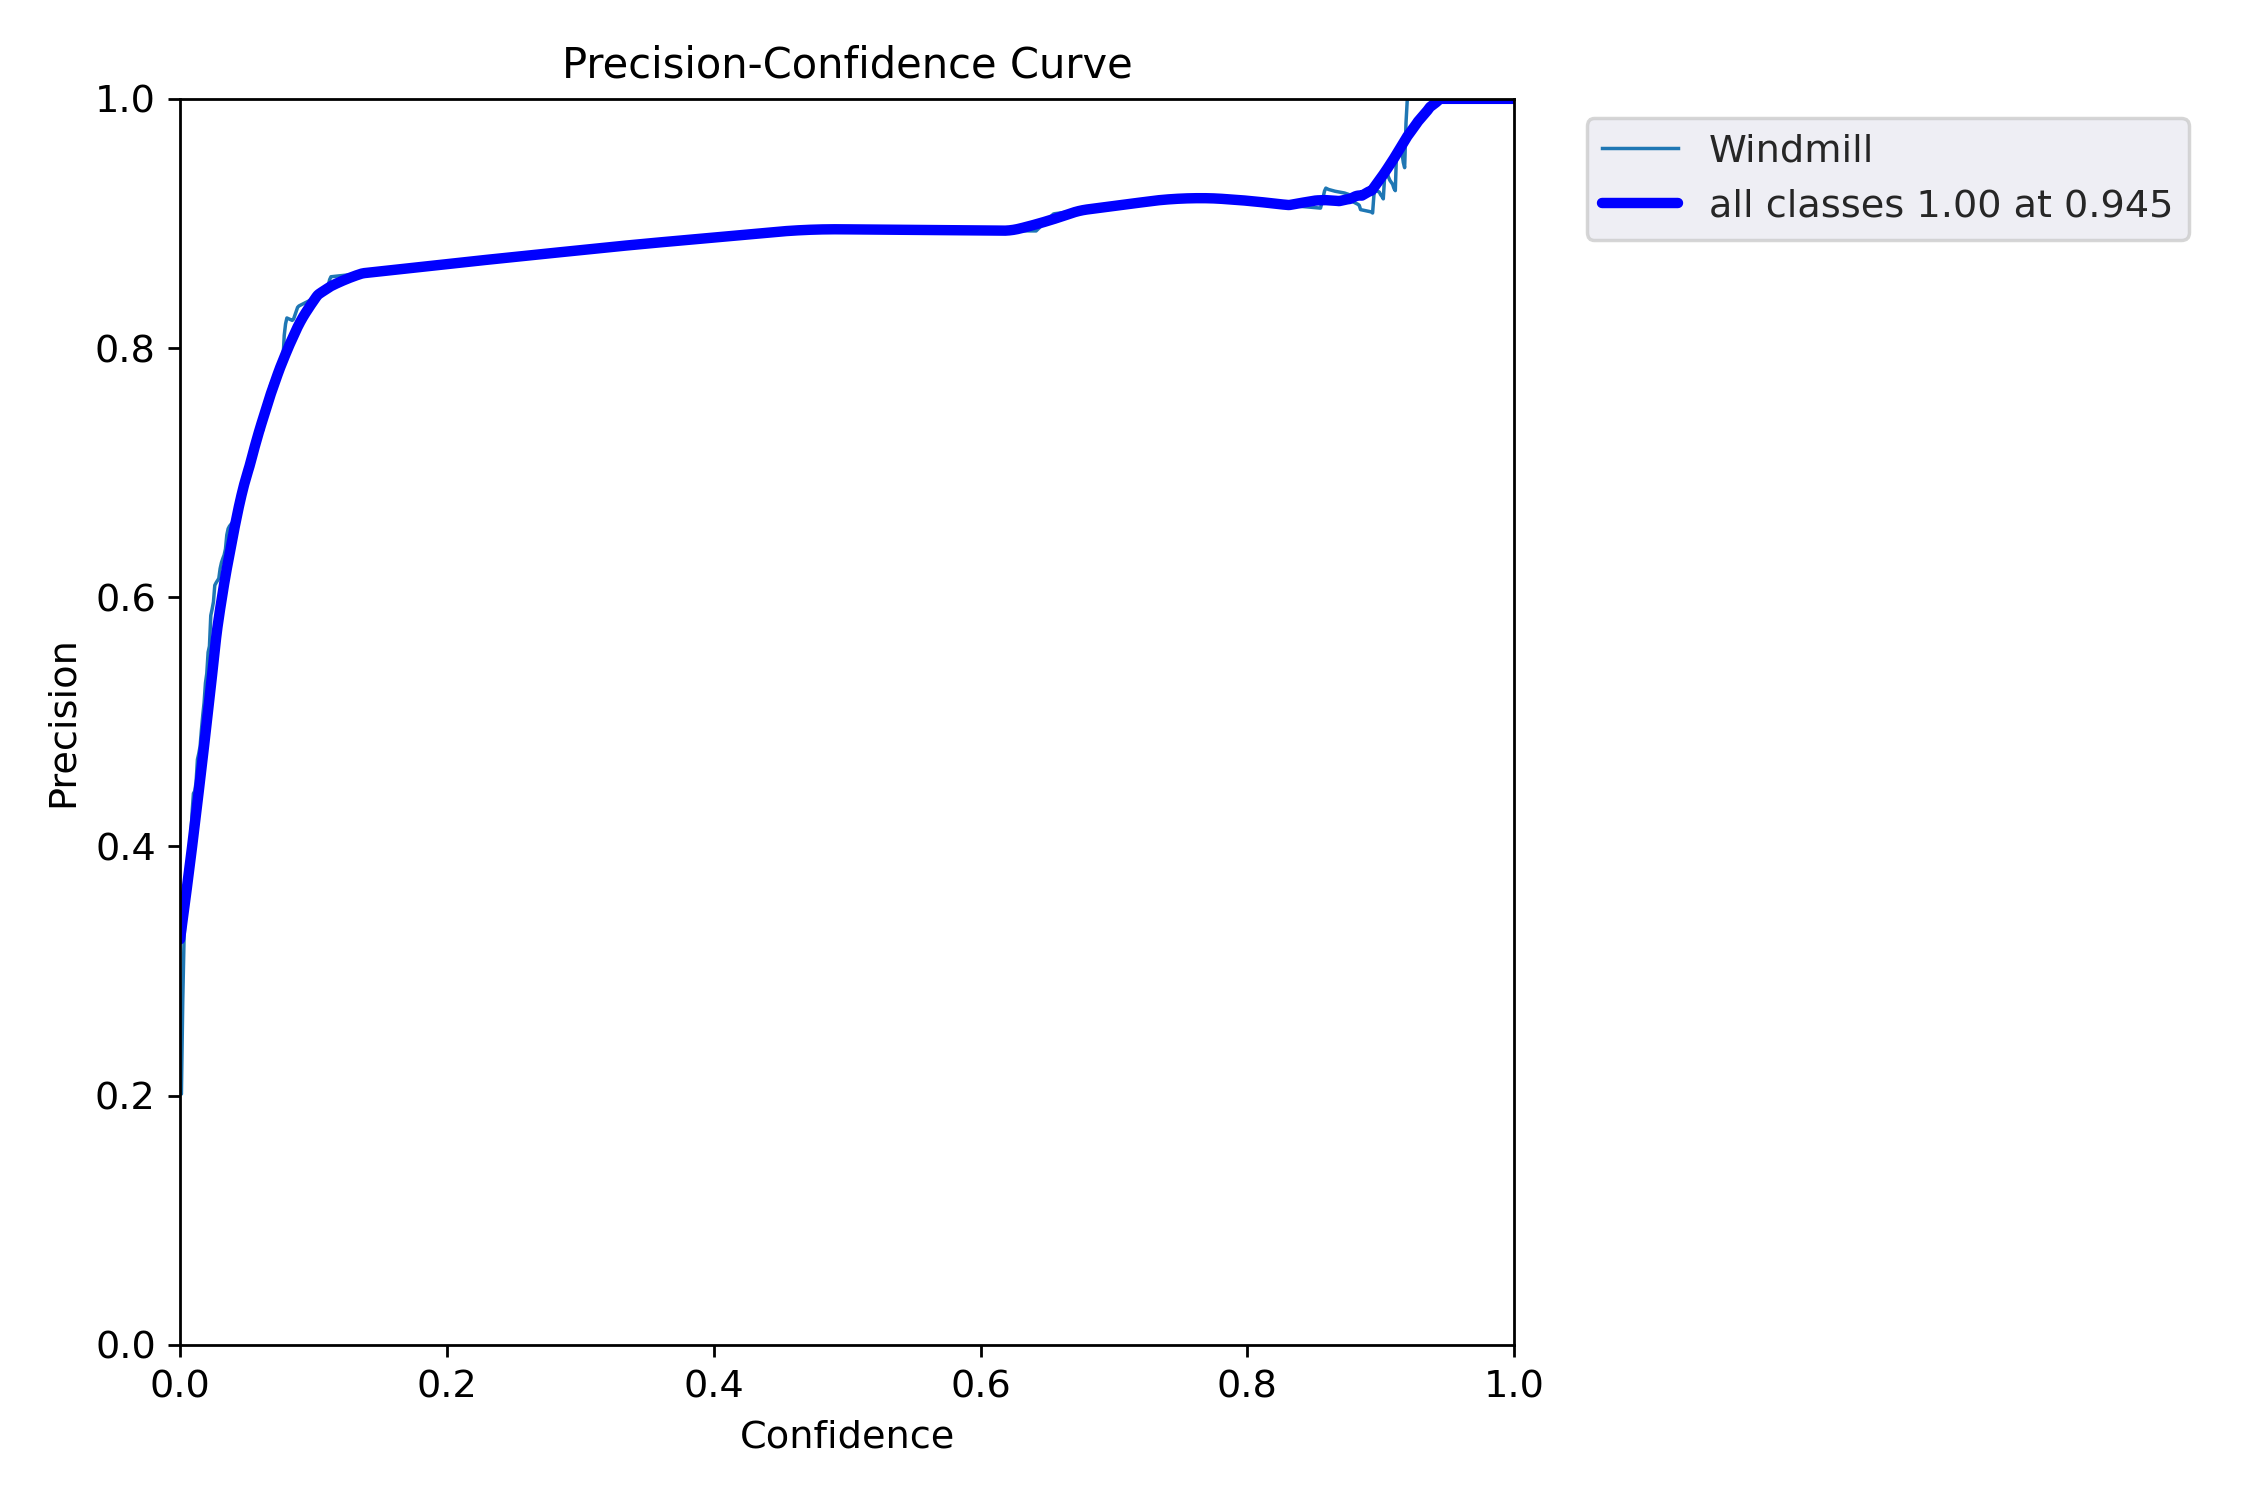 Precision-Confidence Curve
1.0
0.8
0.6
0.4
0.2
0.0
Precision
0.0 0.2 0.4 0.6 0.8 1.0
Confidence
Windmill
all classes 1.00 at 0.945